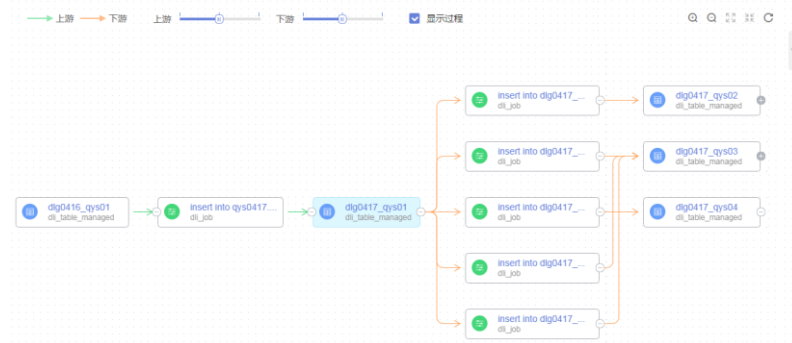 上游 下游 上游 下游 显示过程
insert into dlg0417_...
dli_job
dlg0417_qys02
dli_table_managed
insert into dlg0417_...
dli_job
dlg0417_qys03
dli_table_managed
dlg0416_qys01
dli_table_managed
insert into qys0417....
dli_job
dlg0417_qys01
dli_table_managed
insert into dlg0417_...
dli_job
dlg0417_qys04
dli_table_managed
insert into dlg0417_...
dli_job
insert into dlg0417_...
dli_job